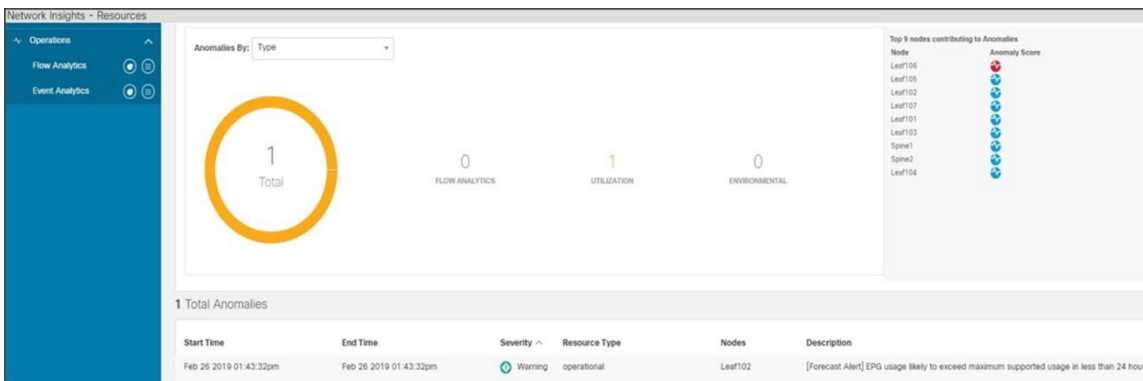 Network Insights - Resources
Operations
Flow Analytics
Event Analytics
Anomalies By: Type
1
Total
0
FLOW ANALYTICS
1
UTILIZATION
0
ENVIRONMENTAL
Top 9 nodes contributing to Anomalies
Node Anomaly Score
Leaf106
Leaf105
Leaf102
Leaf107
Leaf101
Leaf103
Spine1
Spine2
Leaf104
1 Total Anomalies
Start Time End Time Severity Resource Type Nodes Description
Feb 26 2019 01:43:32pm Feb 26 2019 01:43:32pm Warning operational Leaf102 [Forecast Alert] EPG usage likely to exceed maximum supported usage in less than 24 hou